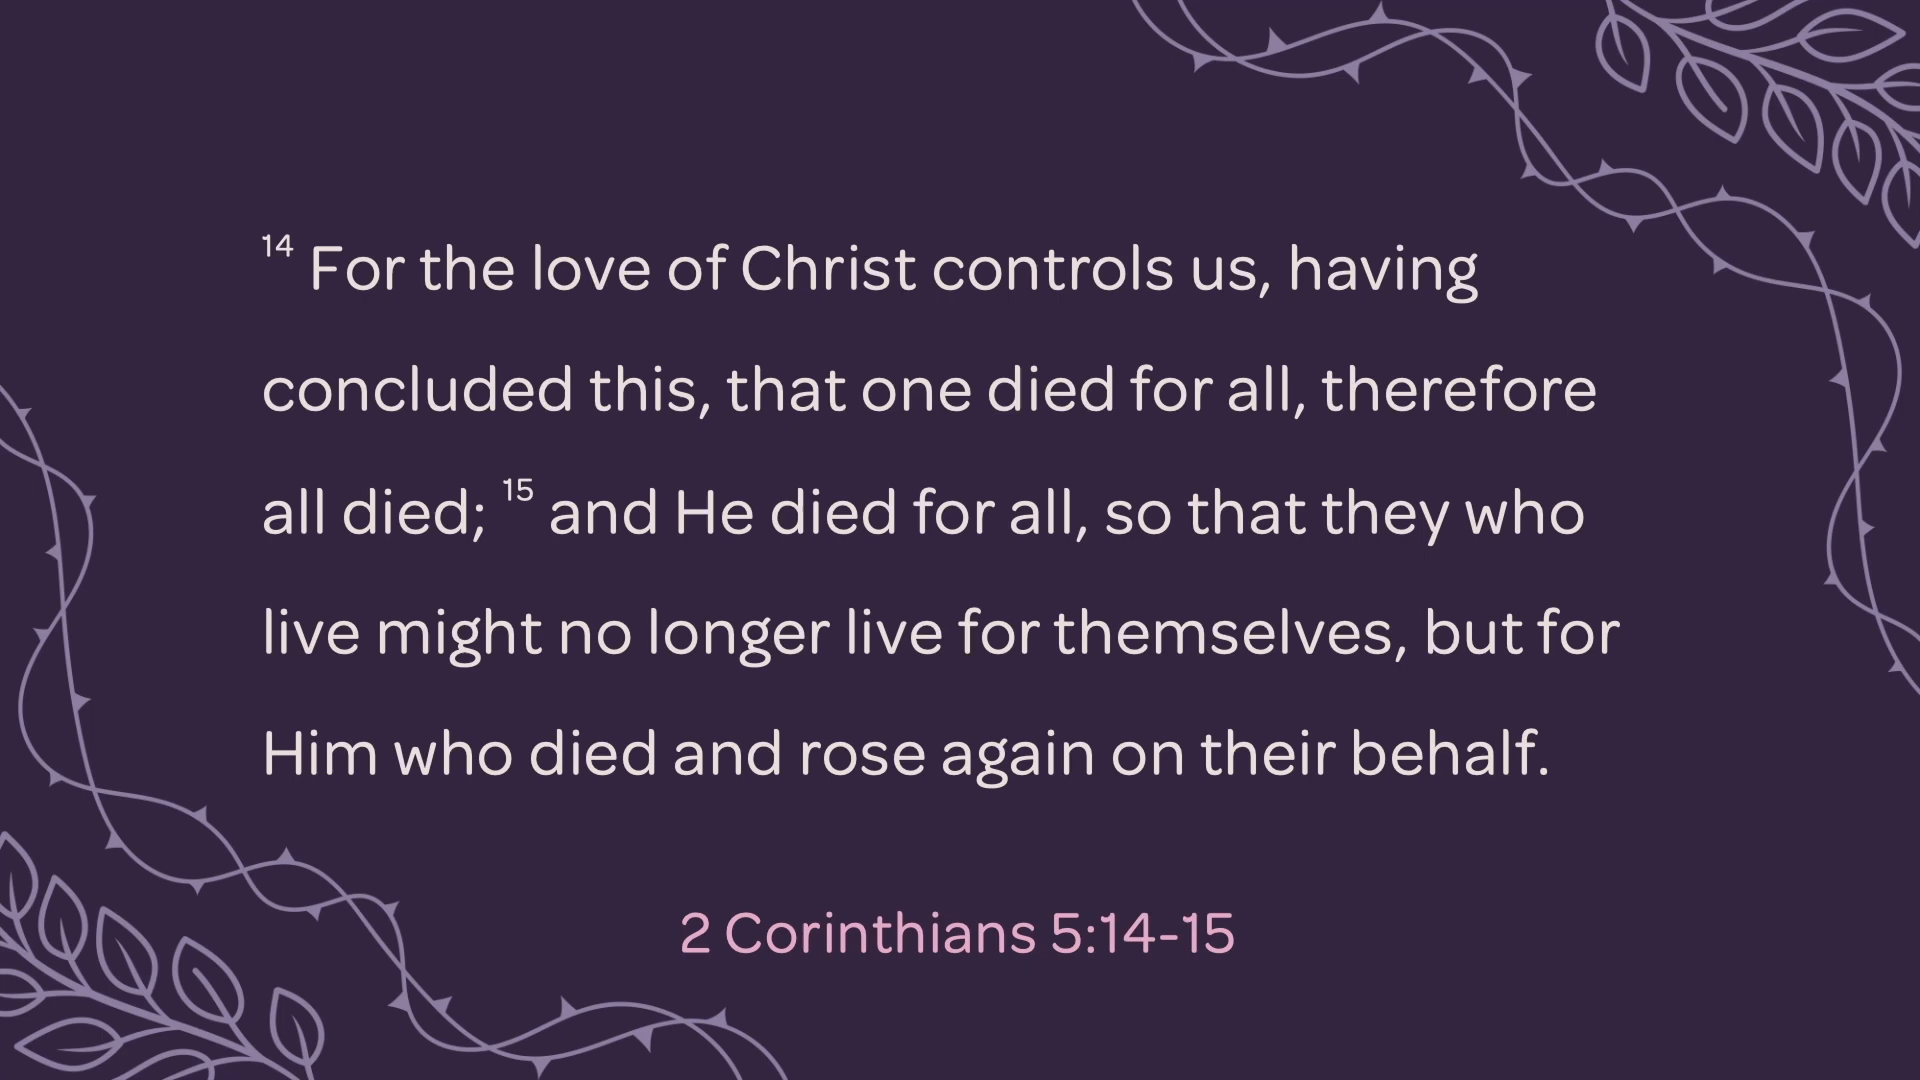 14 For the love of Christ controls us, having
concluded this, that one died for all, therefore
all died; 15 and He died for all, so that they who
live might no longer live for themselves, but for
Him who died and rose again on their behalf.
2 Corinthians 5:14-15